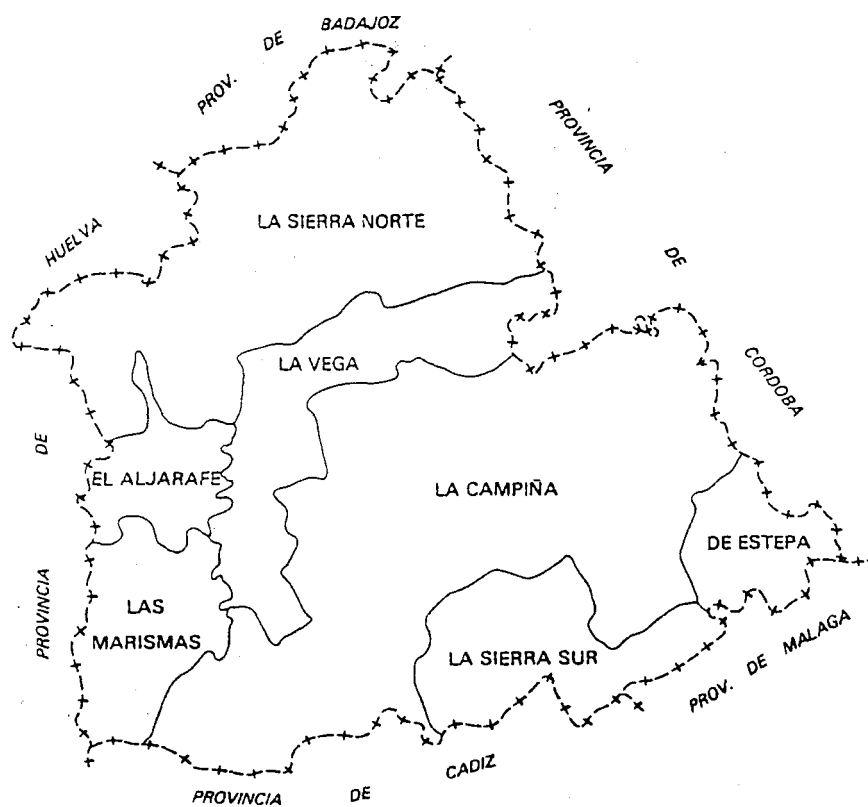 PROV. DE BADAJOZ
PROVINCIA DE CORDOBA
HUELVA
LA SIERRA NORTE
LA VEGA
DE
EL ALJARAFE
LA CAMPIÑA
DE ESTEPA
PROVINCIA
LAS
MARISMAS
LA SIERRA SUR
PROV. DE MALAGA
PROVINCIA DE CADIZ